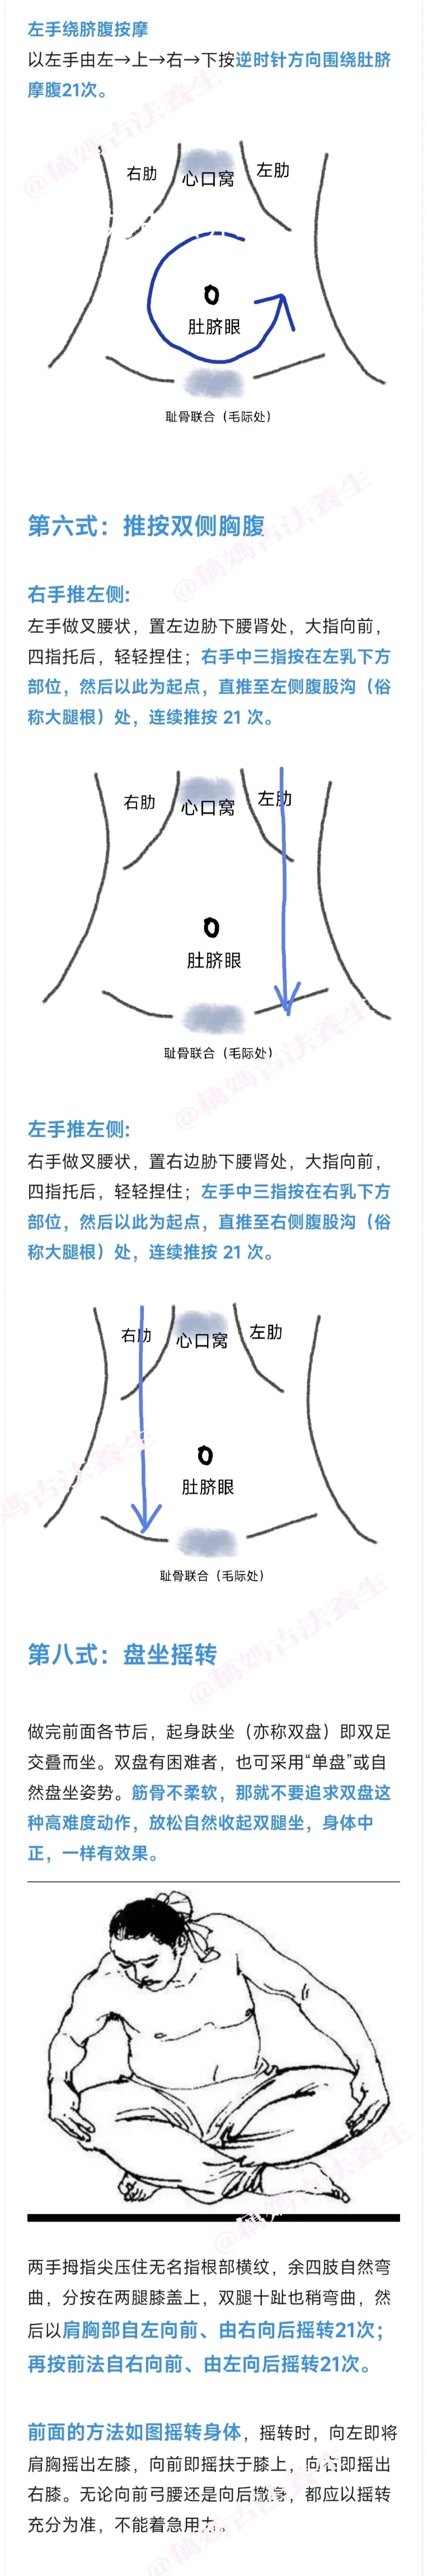 左手绕脐腹按摩
以左手由左→上→右→下按逆时针方向围绕肚脐
摩腹21次。
@藕媽古法養生
右肋
心口窝
左肋
肚脐眼
耻骨联合（毛际处）
第六式：推按双侧胸腹
@藕媽古法養生
右手推左侧：
左手做叉腰状，置左边胁下腰肾处，大指向前，
四指托后，轻轻捏住；右手中三指按在左乳下方
部位，然后以此为起点，直推至左侧腹股沟（俗
称大腿根）处，连续推按 21 次。
右肋
心口窝
左肋
肚脐眼
耻骨联合（毛际处）
@藕媽古法養生
左手推左侧：
右手做叉腰状，置右边胁下腰肾处，大指向前，
四指托后，轻轻捏住；左手中三指按在右乳下方
部位，然后以此为起点，直推至右侧腹股沟（俗
称大腿根）处，连续推按 21 次。
右肋
心口窝
左肋
肚脐眼
媽古法養生
耻骨联合（毛际处）
@藕媽古法養生
第八式：盘坐摇转
做完前面各节后，起身趺坐（亦称双盘）即双足
交叠而坐。双盘有困难者，也可采用“单盘”或自
然盘坐姿势。筋骨不柔软，那就不要追求双盘这
种高难度动作，放松自然收起双腿坐，身体中
正，一样有效果。
@藕媽古法養生
两手拇指尖压住无名指根部横纹，余四肢自然弯
曲，分按在两腿膝盖上，双腿十趾也稍弯曲，然
后以肩胸部自左向前、由右向后摇转21次；
再按前法自右向前、由左向后摇转21次。
前面的方法如图摇转身体，摇转时，向左即将
肩胸摇出左膝，向前即摇扶于膝上，向右即摇出
右膝。无论向前弓腰还是向后，都应以摇转
充分为准，不能着急用
@藕媽古法養生